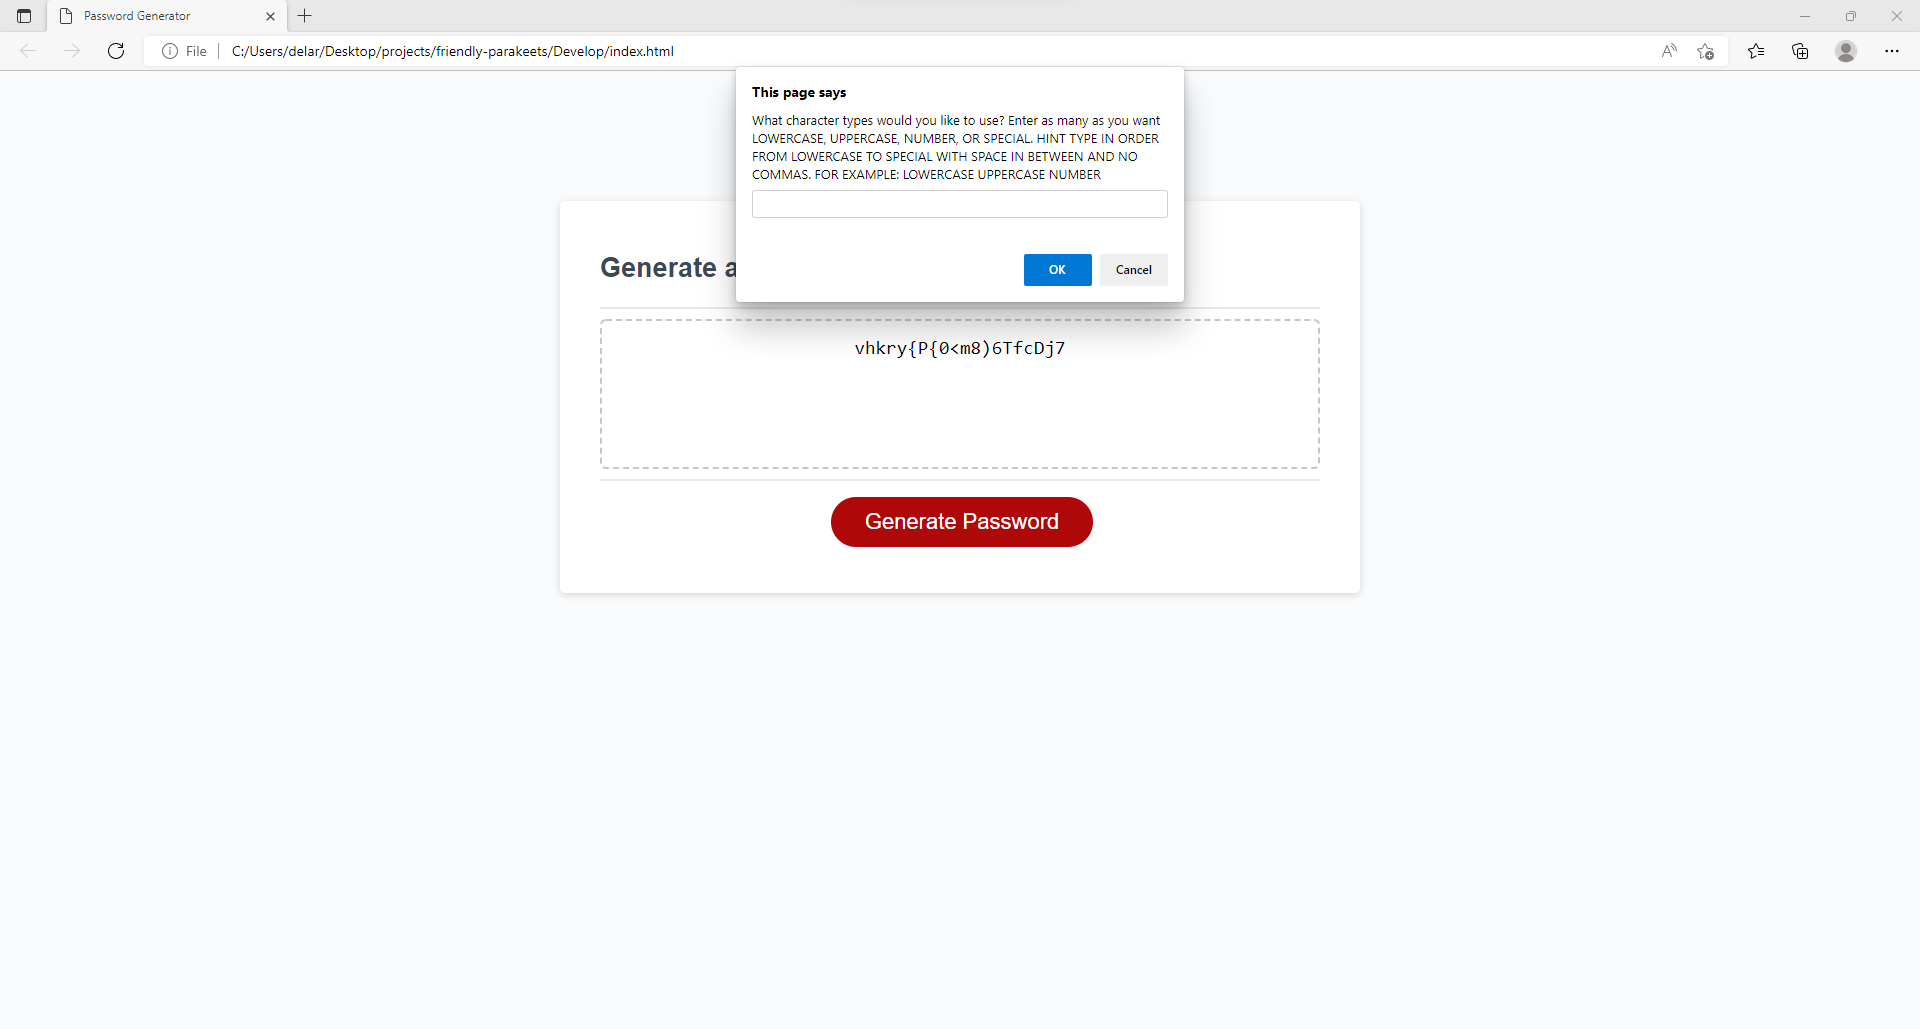 Password Generator
File
C:/Users/delar/Desktop/projects/friendly-parakeets/Develop/index.html
This page says
What character types would you like to use? Enter as many as you want
LOWERCASE, UPPERCASE, NUMBER, OR SPECIAL. HINT TYPE IN ORDER
FROM LOWERCASE TO SPECIAL WITH SPACE IN BETWEEN AND NO
COMMAS. FOR EXAMPLE: LOWERCASE UPPERCASE NUMBER
OK
Cancel
Generate a
vhkry{P{0<m8)6TfcDj7
Generate Password